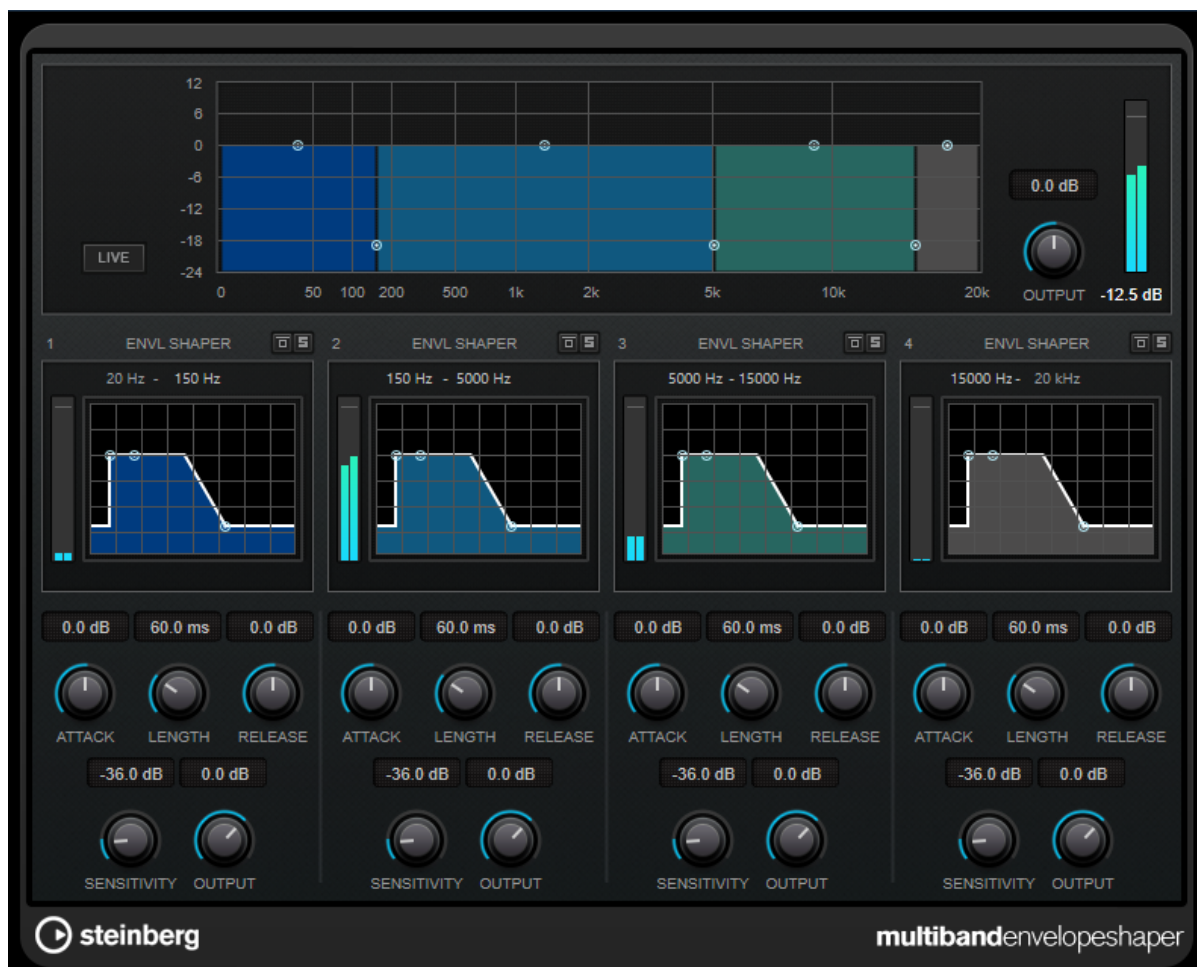 12
6
0
-6
-12
-18
-24
LIVE
0 50 100 200 500 1k 2k 5k 10k 20k
0.0 dB
OUTPUT
-12.5 dB
1 ENVL SHAPER S
20 Hz - 150 Hz
2 ENVL SHAPER S
150 Hz - 5000 Hz
3 ENVL SHAPER S
5000 Hz - 15000 Hz
4 ENVL SHAPER S
15000 Hz - 20 kHz
0.0 dB 60.0 ms 0.0 dB
ATTACK LENGTH RELEASE
-36.0 dB 0.0 dB
SENSITIVITY OUTPUT
0.0 dB 60.0 ms 0.0 dB
ATTACK LENGTH RELEASE
-36.0 dB 0.0 dB
SENSITIVITY OUTPUT
0.0 dB 60.0 ms 0.0 dB
ATTACK LENGTH RELEASE
-36.0 dB 0.0 dB
SENSITIVITY OUTPUT
0.0 dB 60.0 ms 0.0 dB
ATTACK LENGTH RELEASE
-36.0 dB 0.0 dB
SENSITIVITY OUTPUT
steinberg
multibandenvelopeshaper